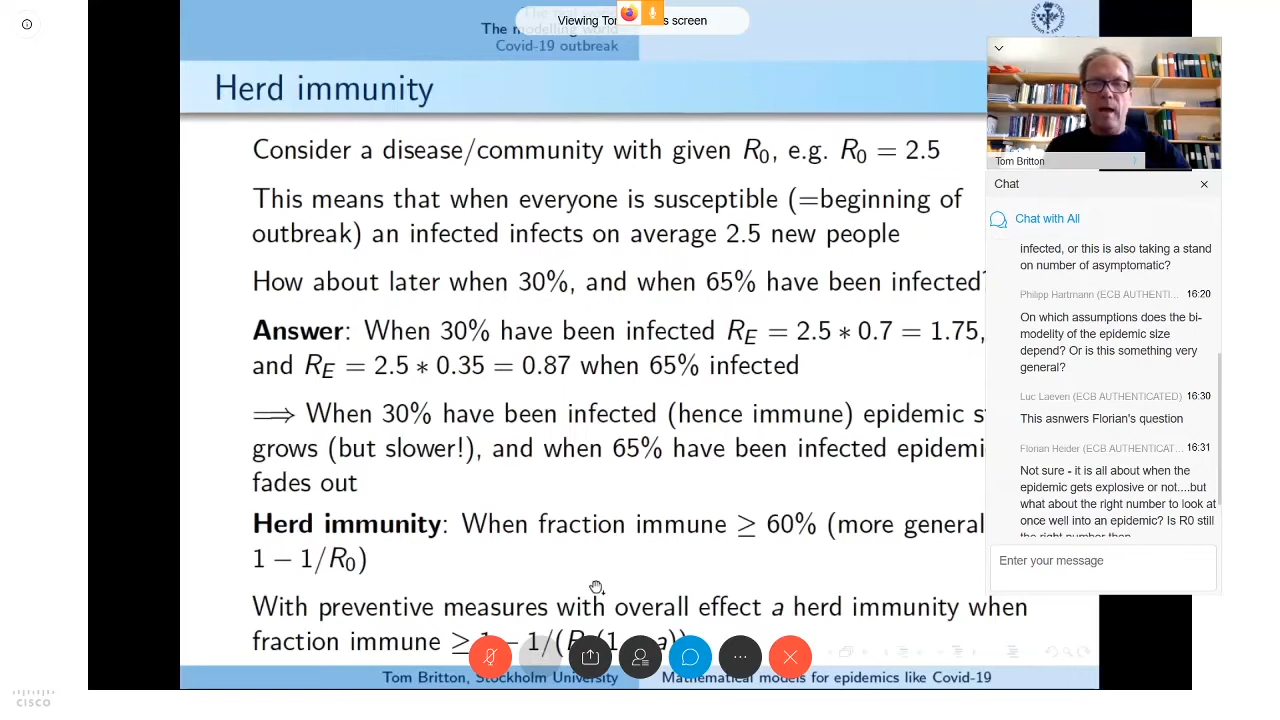 The modelling world
Covid-19 outbreak
Viewing Tom screen
Herd immunity
Consider a disease/community with given R₀, e.g. R₀ = 2.5
This means that when everyone is susceptible (=beginning of
outbreak) an infected infects on average 2.5 new people
How about later when 30%, and when 65% have been infected?
Answer: When 30% have been infected R_E = 2.5 * 0.7 = 1.75,
and R_E = 2.5 * 0.35 = 0.87 when 65% infected
⟹ When 30% have been infected (hence immune) epidemic
grows (but slower!), and when 65% have been infected
fades out
Herd immunity: When fraction immune ≥ 60% (more
1 − 1/R₀)
With preventive measures with overall effect a herd immunity when
fraction immune ≥ 1 − 1/(
Tom Britton, Stockholm University
Mathematical models for epidemics like Covid-19
Tom Britton
Chat
Chat with All
infected, or this is also taking a stand
on number of asymptomatic?
Philipp Hartmann (ECB AUTHENTI... 16:20
On which assumptions does the bi-
modelity of the epidemic size
depend? Or is this something very
general?
Luc Laeven (ECB AUTHENTICATED) 16:30
This asnwers Florian's question
Florian Heider (ECB AUTHENTICAT... 16:31
Not sure - it is all about when the
epidemic gets explosive or not....but
what about the right number to look at
once well into an epidemic? Is R0 still
the right number then
Enter your message
CISCO